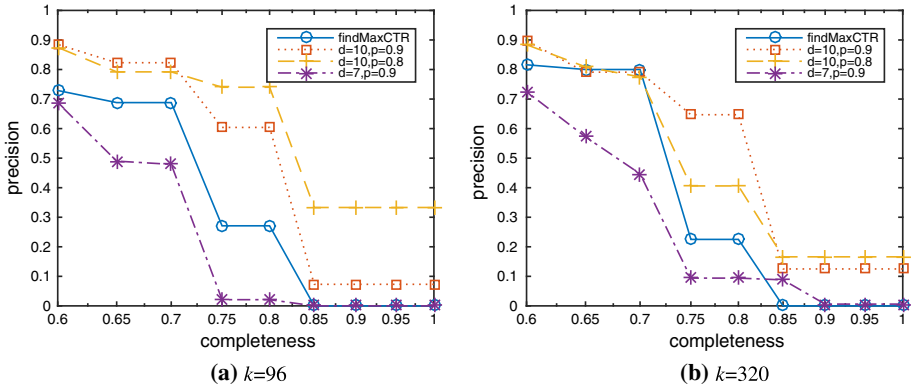 1
0.9
0.8
0.7
0.6
0.5
0.4
0.3
0.2
0.1
0
precision
findMaxCTR
d=10,p=0.9
d=10,p=0.8
d=7,p=0.9
0.6 0.65 0.7 0.75 0.8 0.85 0.9 0.95 1
completeness
(a) k=96
1
0.9
0.8
0.7
0.6
0.5
0.4
0.3
0.2
0.1
0
precision
findMaxCTR
d=10,p=0.9
d=10,p=0.8
d=7,p=0.9
0.6 0.65 0.7 0.75 0.8 0.85 0.9 0.95 1
completeness
(b) k=320